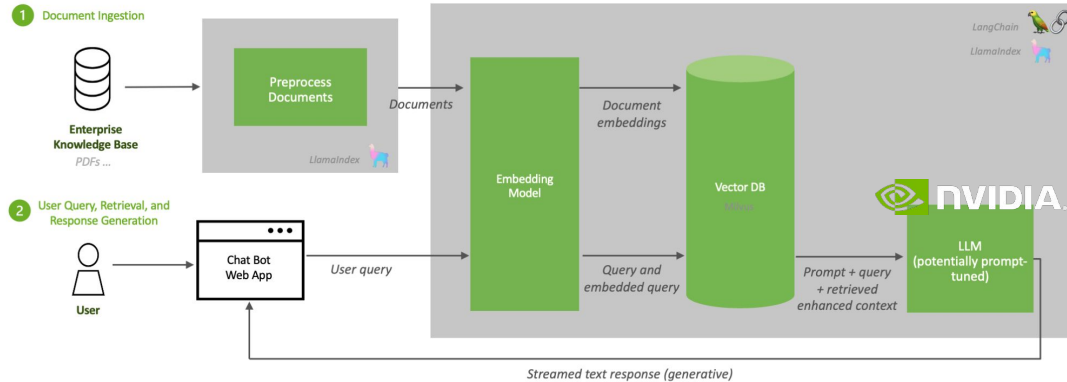 1
Document Ingestion
Enterprise
Knowledge Base
PDFs ...
Preprocess
Documents
LlamaIndex
Documents
LangChain
LlamaIndex
Embedding
Model
Document
embeddings
Vector DB
2
User Query, Retrieval, and
Response Generation
User
Chat Bot
Web App
User query
Query and
embedded query
Prompt + query
+ retrieved
enhanced context
NVIDIA.
LLM
(potentially prompt-
tuned)
Streamed text response (generative)